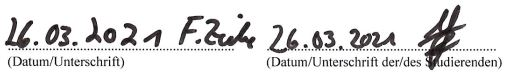 26.03.2021 26.03.2021
(Datum/Unterschrift) (Datum/Unterschrift der/des Studierenden)